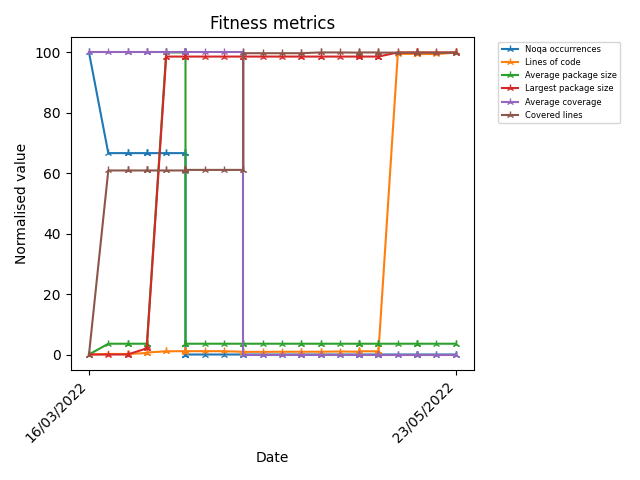 Fitness metrics
Normalised value
100
80
60
40
20
0
16/03/2022
23/05/2022
Date
Noqa occurrences
Lines of code
Average package size
Largest package size
Average coverage
Covered lines